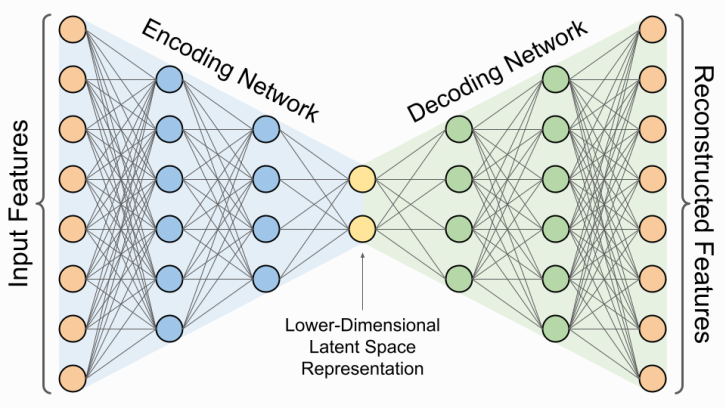 Input Features
Encoding Network
Decoding Network
Lower-Dimensional
Latent Space
Representation
Reconstructed Features